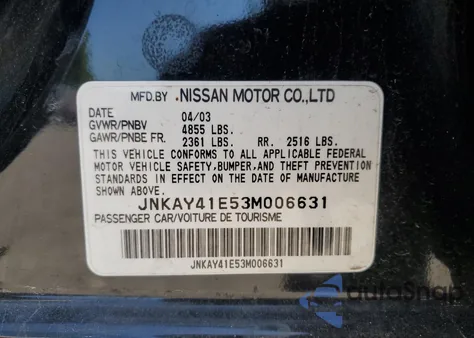 MFD.BY .NISSAN MOTOR CO.,LTD
DATE 04/03
GVWR/PNBV 4855 LBS.
GAWR/PNBE FR. 2361 LBS. RR. 2516 LBS.
THIS VEHICLE CONFORMS TO ALL APPLICABLE FEDERAL
MOTOR VEHICLE SAFETY,BUMPER,AND THEFT PREVENTION
STANDARDS IN EFFECT ON THE DATE OF MANUFACTURE
SHOWN ABOVE.
JNKAY41E53M006631
PASSENGER CAR/VOITURE DE TOURISME
JNKAY41E53M006631
autoSnap